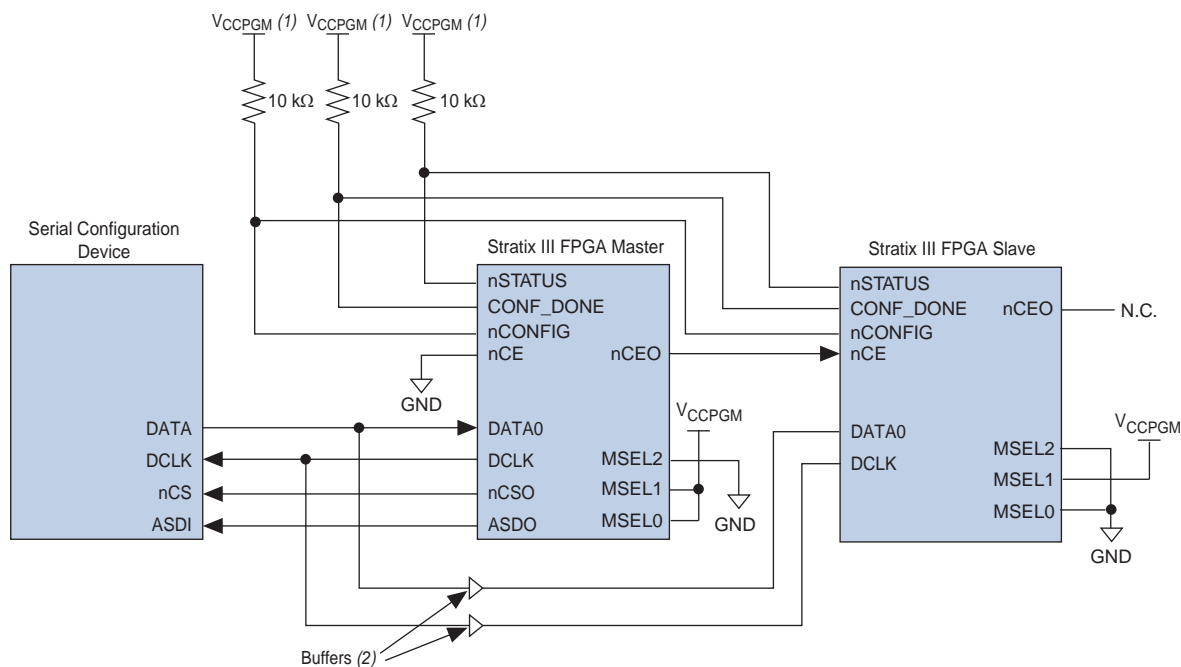 VCCPGM (1)
VCCPGM (1)
VCCPGM (1)
10 kΩ
10 kΩ
10 kΩ
Serial Configuration
Device
DATA
DCLK
nCS
ASDI
Stratix III FPGA Master
nSTATUS
CONF_DONE
nCONFIG
nCE
nCEO
GND
DATA0
DCLK
nCSO
ASDO
VCCPGM
MSEL2
MSEL1
MSEL0
GND
Stratix III FPGA Slave
nSTATUS
CONF_DONE
nCONFIG
nCE
nCEO
N.C.
DATA0
DCLK
VCCPGM
MSEL2
MSEL1
MSEL0
GND
Buffers (2)